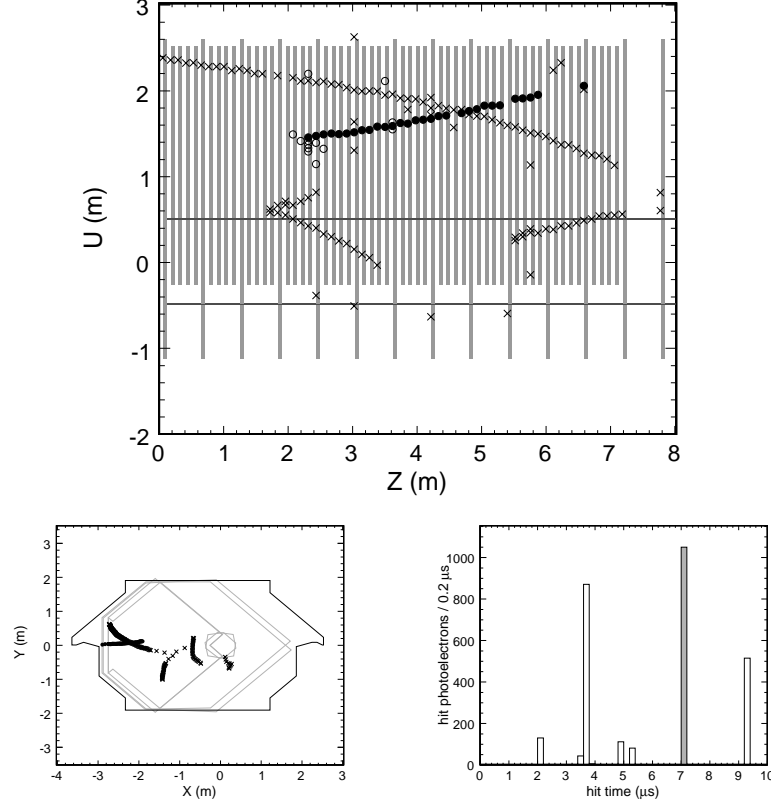 3
2
1
0
-1
-2
U (m)
0 1 2 3 4 5 6 7 8
Z (m)
3
2
1
0
-1
-2
-3
Y (m)
-4 -3 -2 -1 0 1 2 3
X (m)
1000
800
600
400
200
0
hit photoelectrons / 0.2 μs
0 1 2 3 4 5 6 7 8 9 10
hit time (μs)